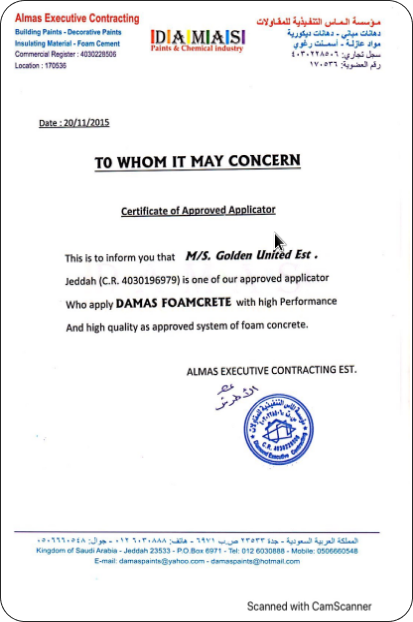 Almas Executive Contracting
Building Paints - Decorative Paints
Insulating Material - Foam Cement
Commercial Register : 4030228506
Location : 170536
DAMAS
Paints & Chemical industry
مؤسسة الماس التنفيذية للمقاولات
دهانات مباني - دهانات ديكورية
مواد عازلة - أسمنت رغوي
سجل تجاري: ٤٠٣٠٢٢٨٥٠٦
رقم العضوية: ١٧٠٥٣٦
Date : 20/11/2015
TO WHOM IT MAY CONCERN
Certificate of Approved Applicator
This is to inform you that M/S. Golden United Est .
Jeddah (C.R. 4030196979) is one of our approved applicator
Who apply DAMAS FOAMCRETE with high Performance
And high quality as approved system of foam concrete.
ALMAS EXECUTIVE CONTRACTING EST.
C.R. 4030228506
Diamond Executive Contracting
المملكة العربية السعودية - جدة ٢٣٥٣٣ ص.ب ٦٩٧١ - هاتف: ٦٠٣٠٨٨٨ ٠١٢ - جوال: ٠٥٠٦٦٦٠٥٤٨
Kingdom of Saudi Arabia - Jeddah 23533 - P.O.Box 6971 - Tel: 012 6030888 - Mobile: 0506660548
E-mail: damaspaints@yahoo.com - damaspaints@hotmail.com
Scanned with CamScanner